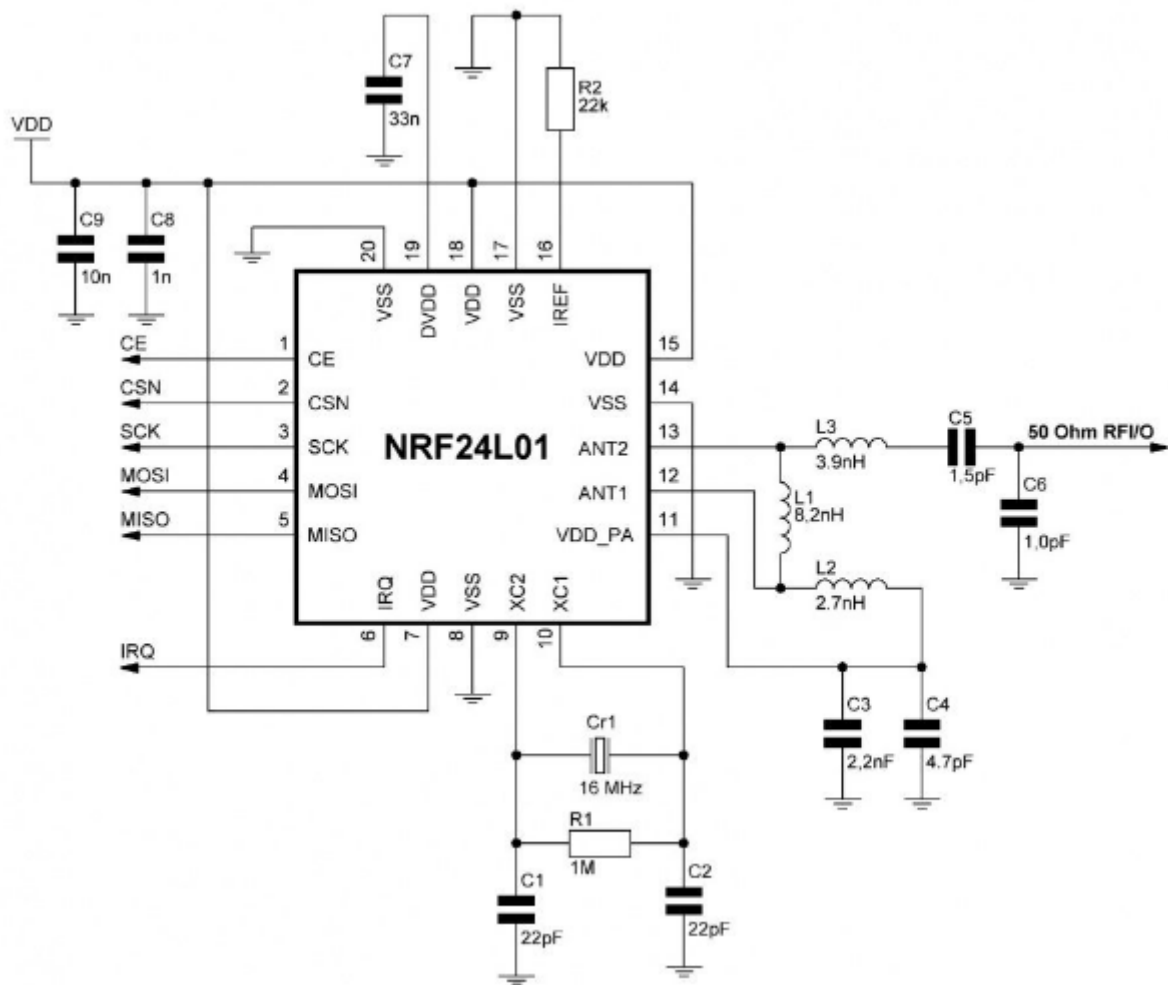 C7
33n
R2
22k
VDD
C9
10n
C8
1n
20
19
18
17
16
VSS
DVDD
VDD
VSS
IREF
CE
1
CE
CSN
2
CSN
SCK
3
SCK
MOSI
4
MOSI
MISO
5
MISO
NRF24L01
VDD
15
VSS
14
ANT2
13
ANT1
12
VDD_PA
11
IRQ
VDD
VSS
XC2
XC1
6
7
8
9
10
IRQ
L3
3.9nH
C5
1,5pF
50 Ohm RFI/O
C6
1,0pF
L1
8,2nH
L2
2.7nH
C3
2,2nF
C4
4.7pF
Cr1
16 MHz
R1
1M
C1
22pF
C2
22pF